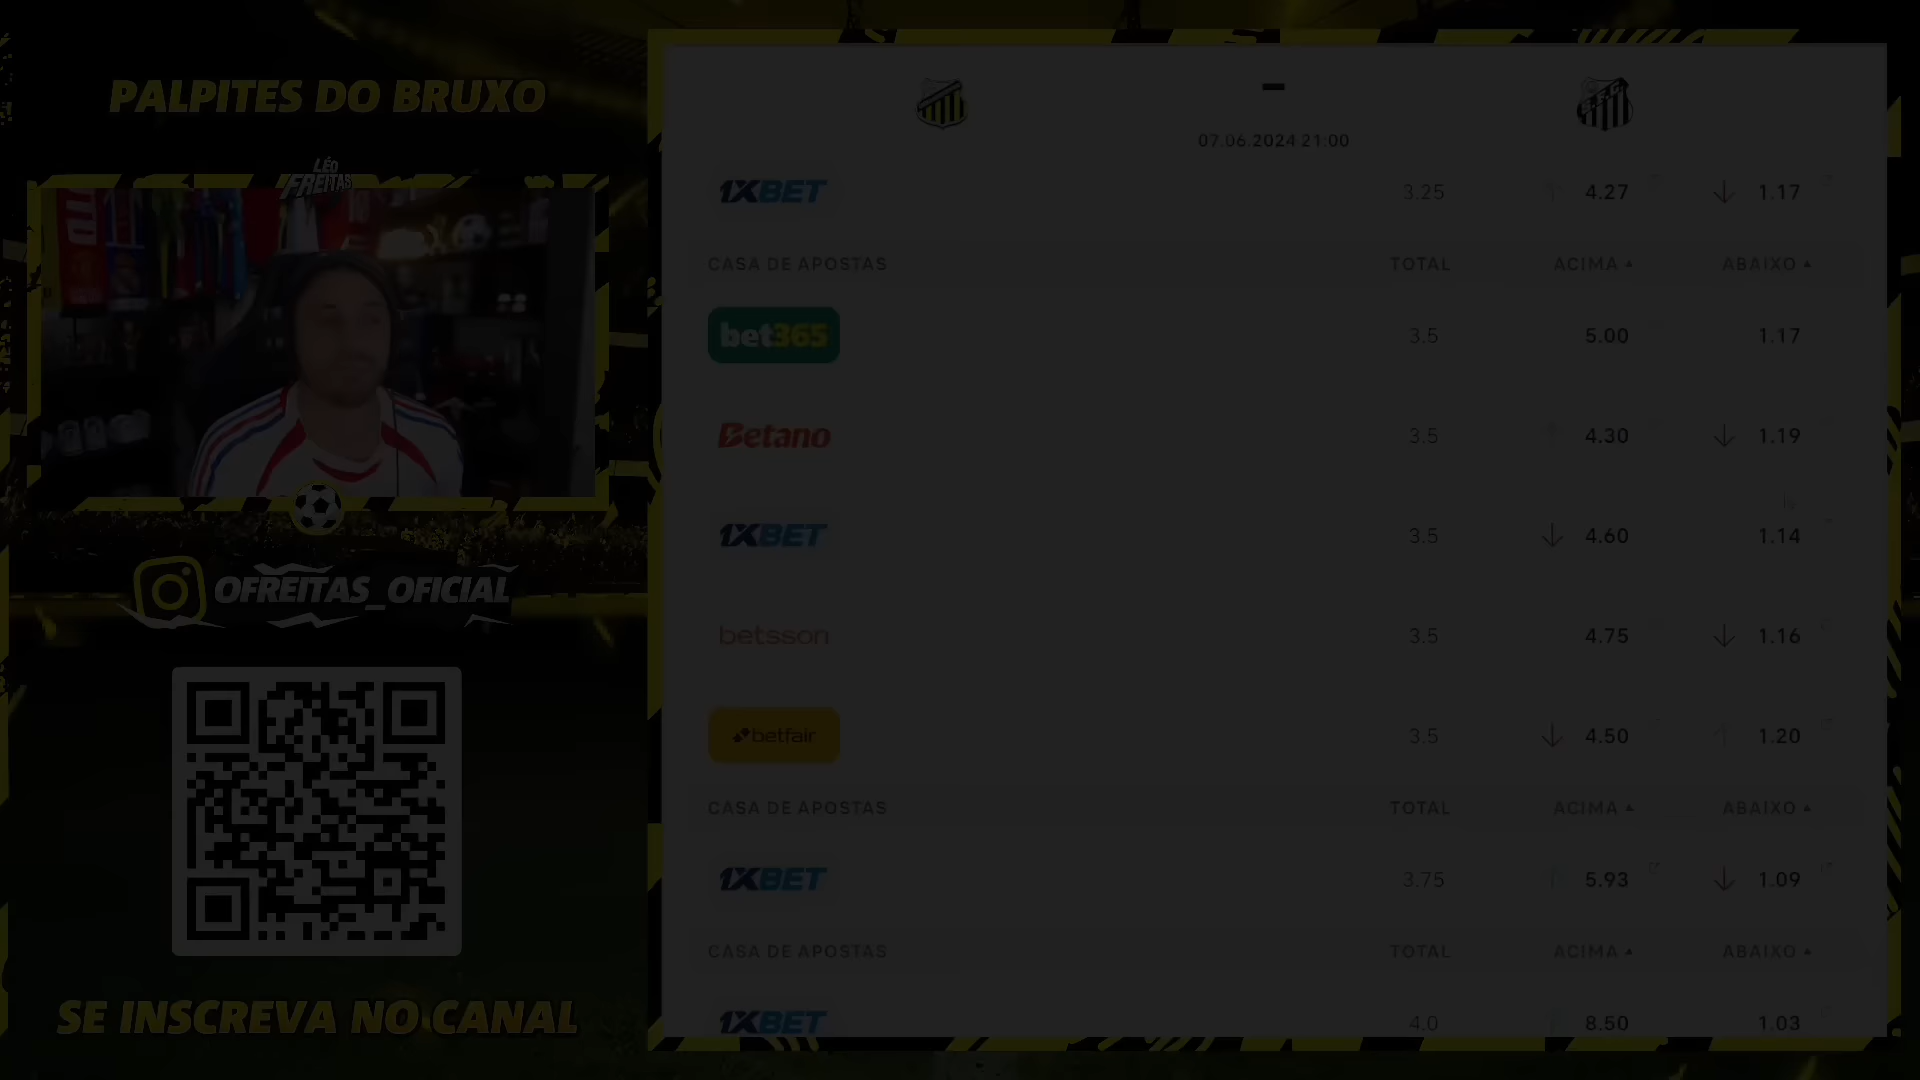 PALPITES DO BRUXO
LÉO
FREITAS
OFREITAS_OFICIAL
SE INSCREVA NO CANAL
07.06.2024 21:00
1XBET 3.25 4.27 1.17
CASA DE APOSTAS TOTAL ACIMA ABAIXO
bet365 3.5 5.00 1.17
Betano 3.5 4.30 1.19
1XBET 3.5 4.60 1.14
betsson 3.5 4.75 1.16
betfair 3.5 4.50 1.20
CASA DE APOSTAS TOTAL ACIMA ABAIXO
1XBET 3.75 5.93 1.09
CASA DE APOSTAS TOTAL ACIMA ABAIXO
1XBET 4.0 8.50 1.03